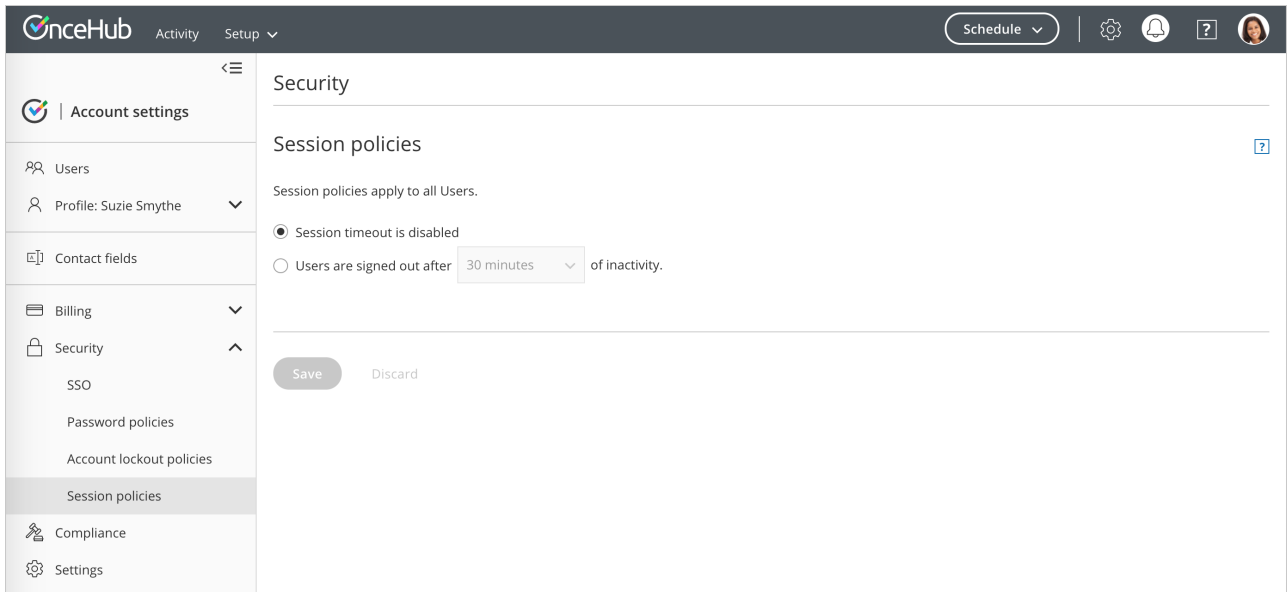 OnceHub Activity Setup Schedule ?
Account settings
Users
Profile: Suzie Smythe
Contact fields
Billing
Security
SSO
Password policies
Account lockout policies
Session policies
Compliance
Settings
Security
Session policies ?
Session policies apply to all Users.
Session timeout is disabled
Users are signed out after 30 minutes of inactivity.
Save Discard